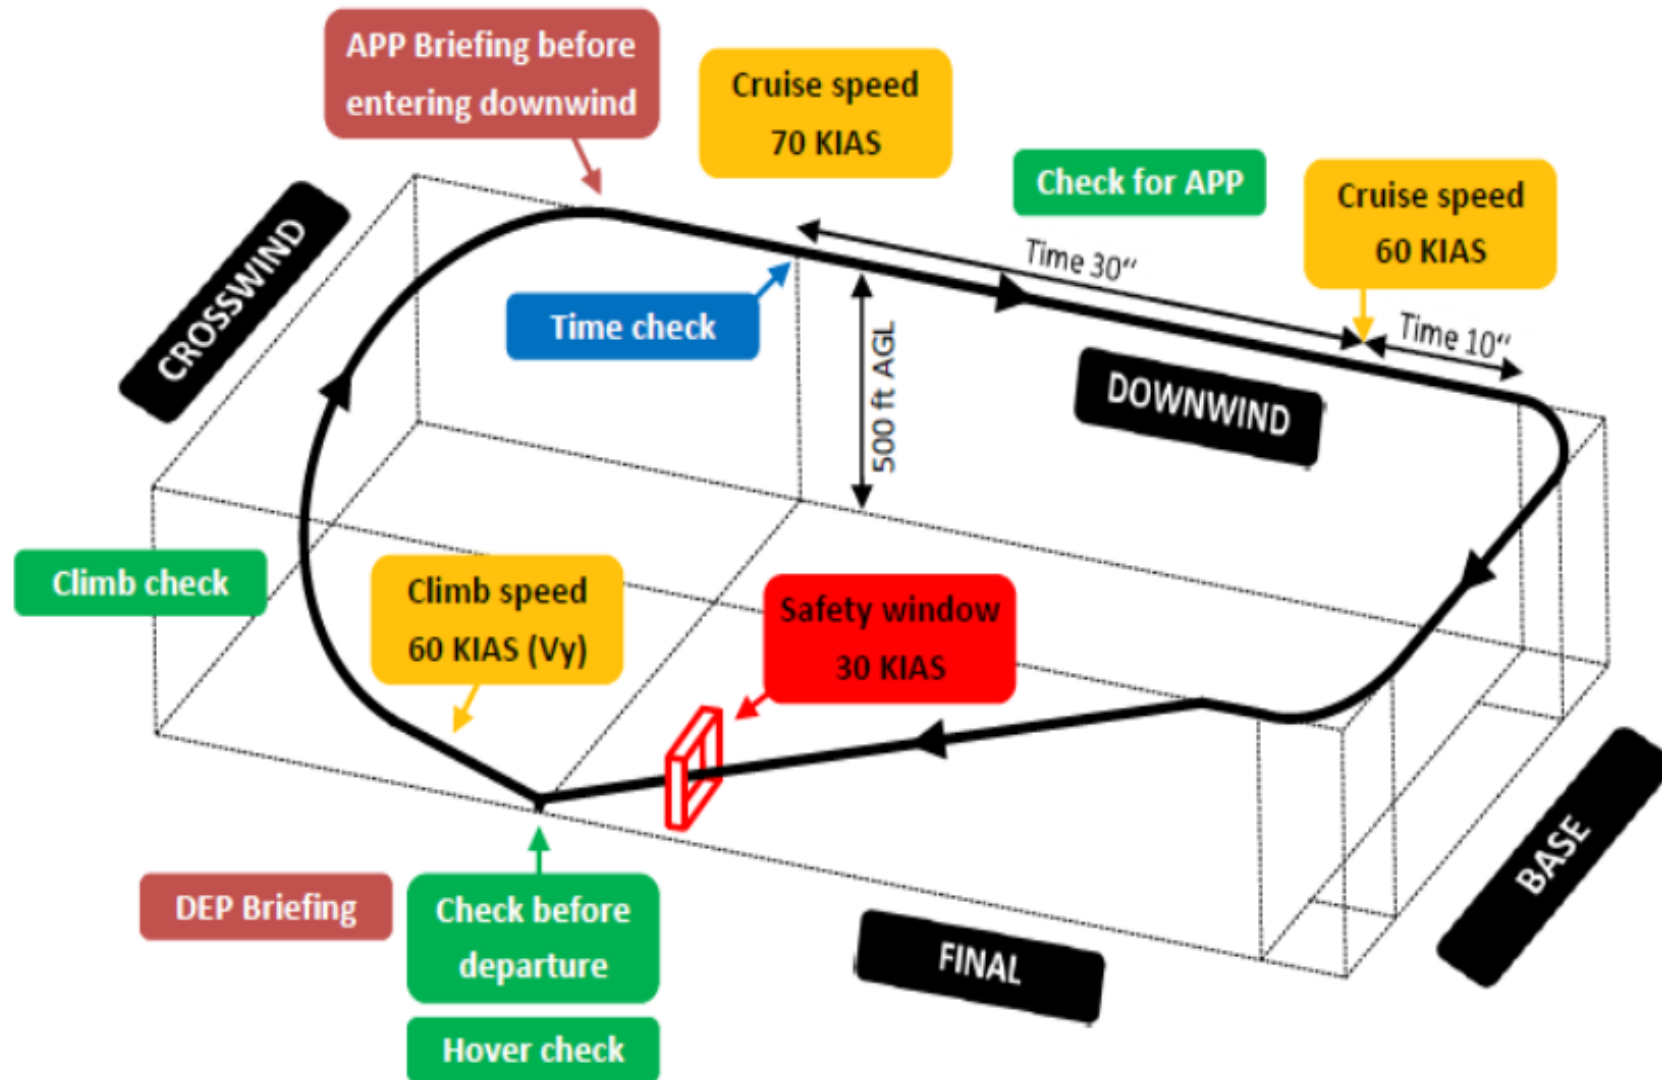 APP Briefing before
entering downwind
Cruise speed
70 KIAS
Check for APP
Cruise speed
60 KIAS
CROSSWIND
Time 30“
Time check
Time 10“
500 ft AGL
DOWNWIND
Climb check
Climb speed
60 KIAS (Vy)
Safety window
30 KIAS
BASE
DEP Briefing
Check before
departure
FINAL
Hover check